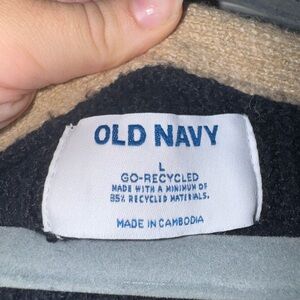 OLD NAVY
L
GO-RECYCLED
MADE WITH A MINIMUM OF
85% RECYCLED MATERIALS.
MADE IN CAMBODIA